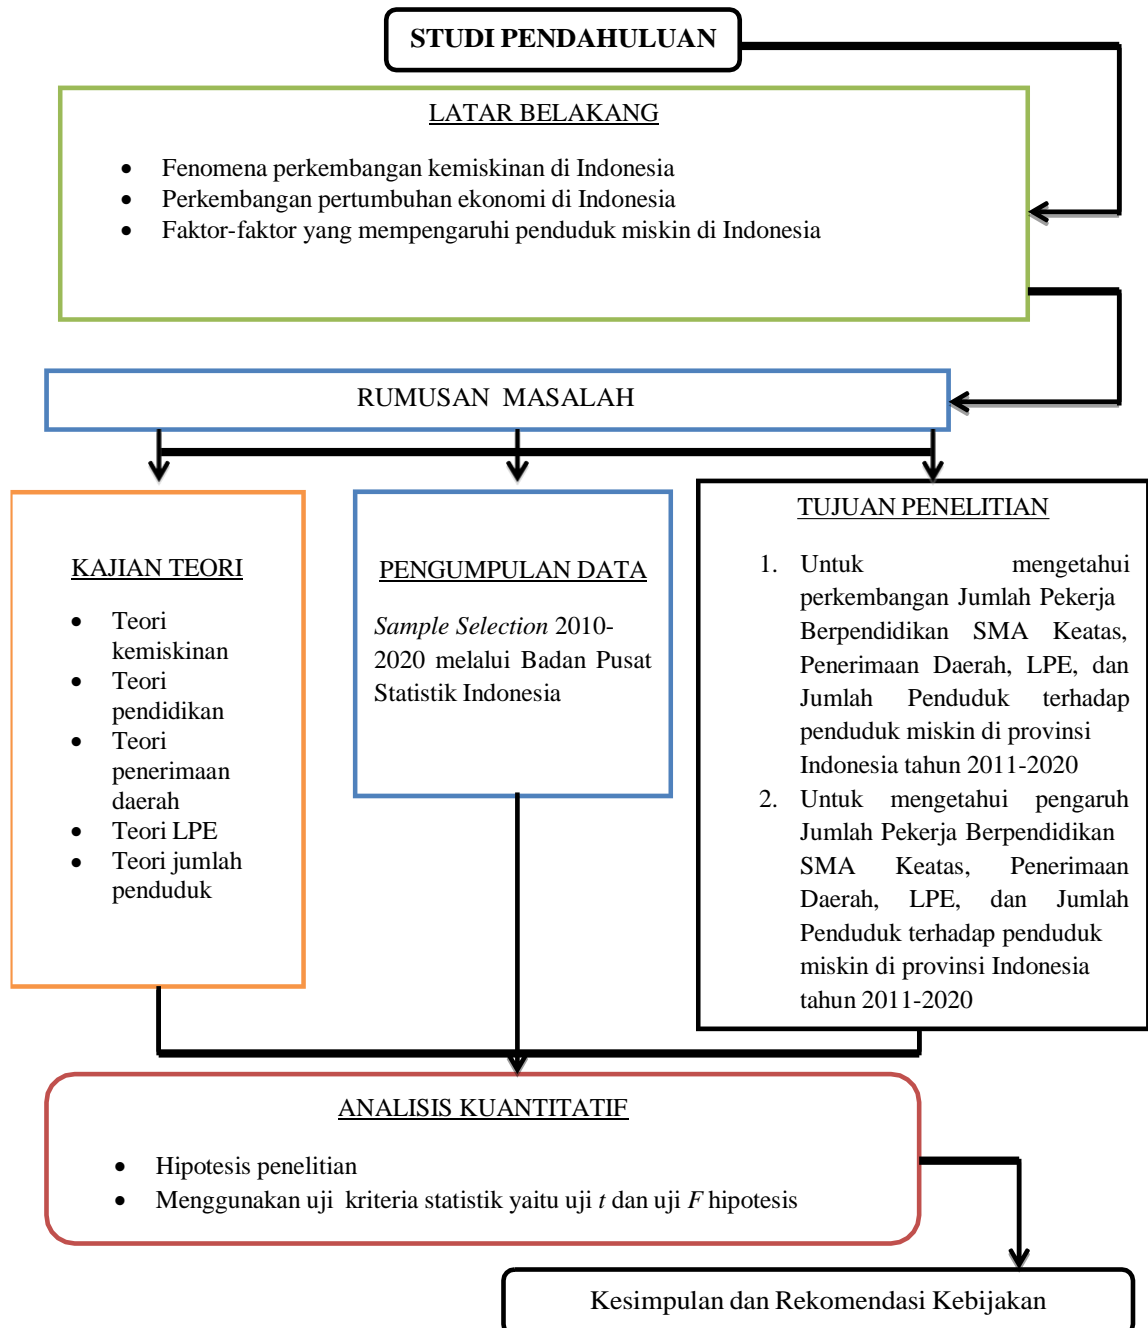 STUDI PENDAHULUAN
LATAR BELAKANG
• Fenomena perkembangan kemiskinan di Indonesia
• Perkembangan pertumbuhan ekonomi di Indonesia
• Faktor-faktor yang mempengaruhi penduduk miskin di Indonesia
RUMUSAN MASALAH
KAJIAN TEORI
• Teori
kemiskinan
• Teori
pendidikan
• Teori
penerimaan
daerah
• Teori LPE
• Teori jumlah
penduduk
PENGUMPULAN DATA
Sample Selection 2010-
2020 melalui Badan Pusat
Statistik Indonesia
TUJUAN PENELITIAN
1. Untuk mengetahui
perkembangan Jumlah Pekerja
Berpendidikan SMA Keatas,
Penerimaan Daerah, LPE, dan
Jumlah Penduduk terhadap
penduduk miskin di provinsi
Indonesia tahun 2011-2020
2. Untuk mengetahui pengaruh
Jumlah Pekerja Berpendidikan
SMA Keatas, Penerimaan
Daerah, LPE, dan Jumlah
Penduduk terhadap penduduk
miskin di provinsi Indonesia
tahun 2011-2020
ANALISIS KUANTITATIF
• Hipotesis penelitian
• Menggunakan uji kriteria statistik yaitu uji t dan uji F hipotesis
Kesimpulan dan Rekomendasi Kebijakan